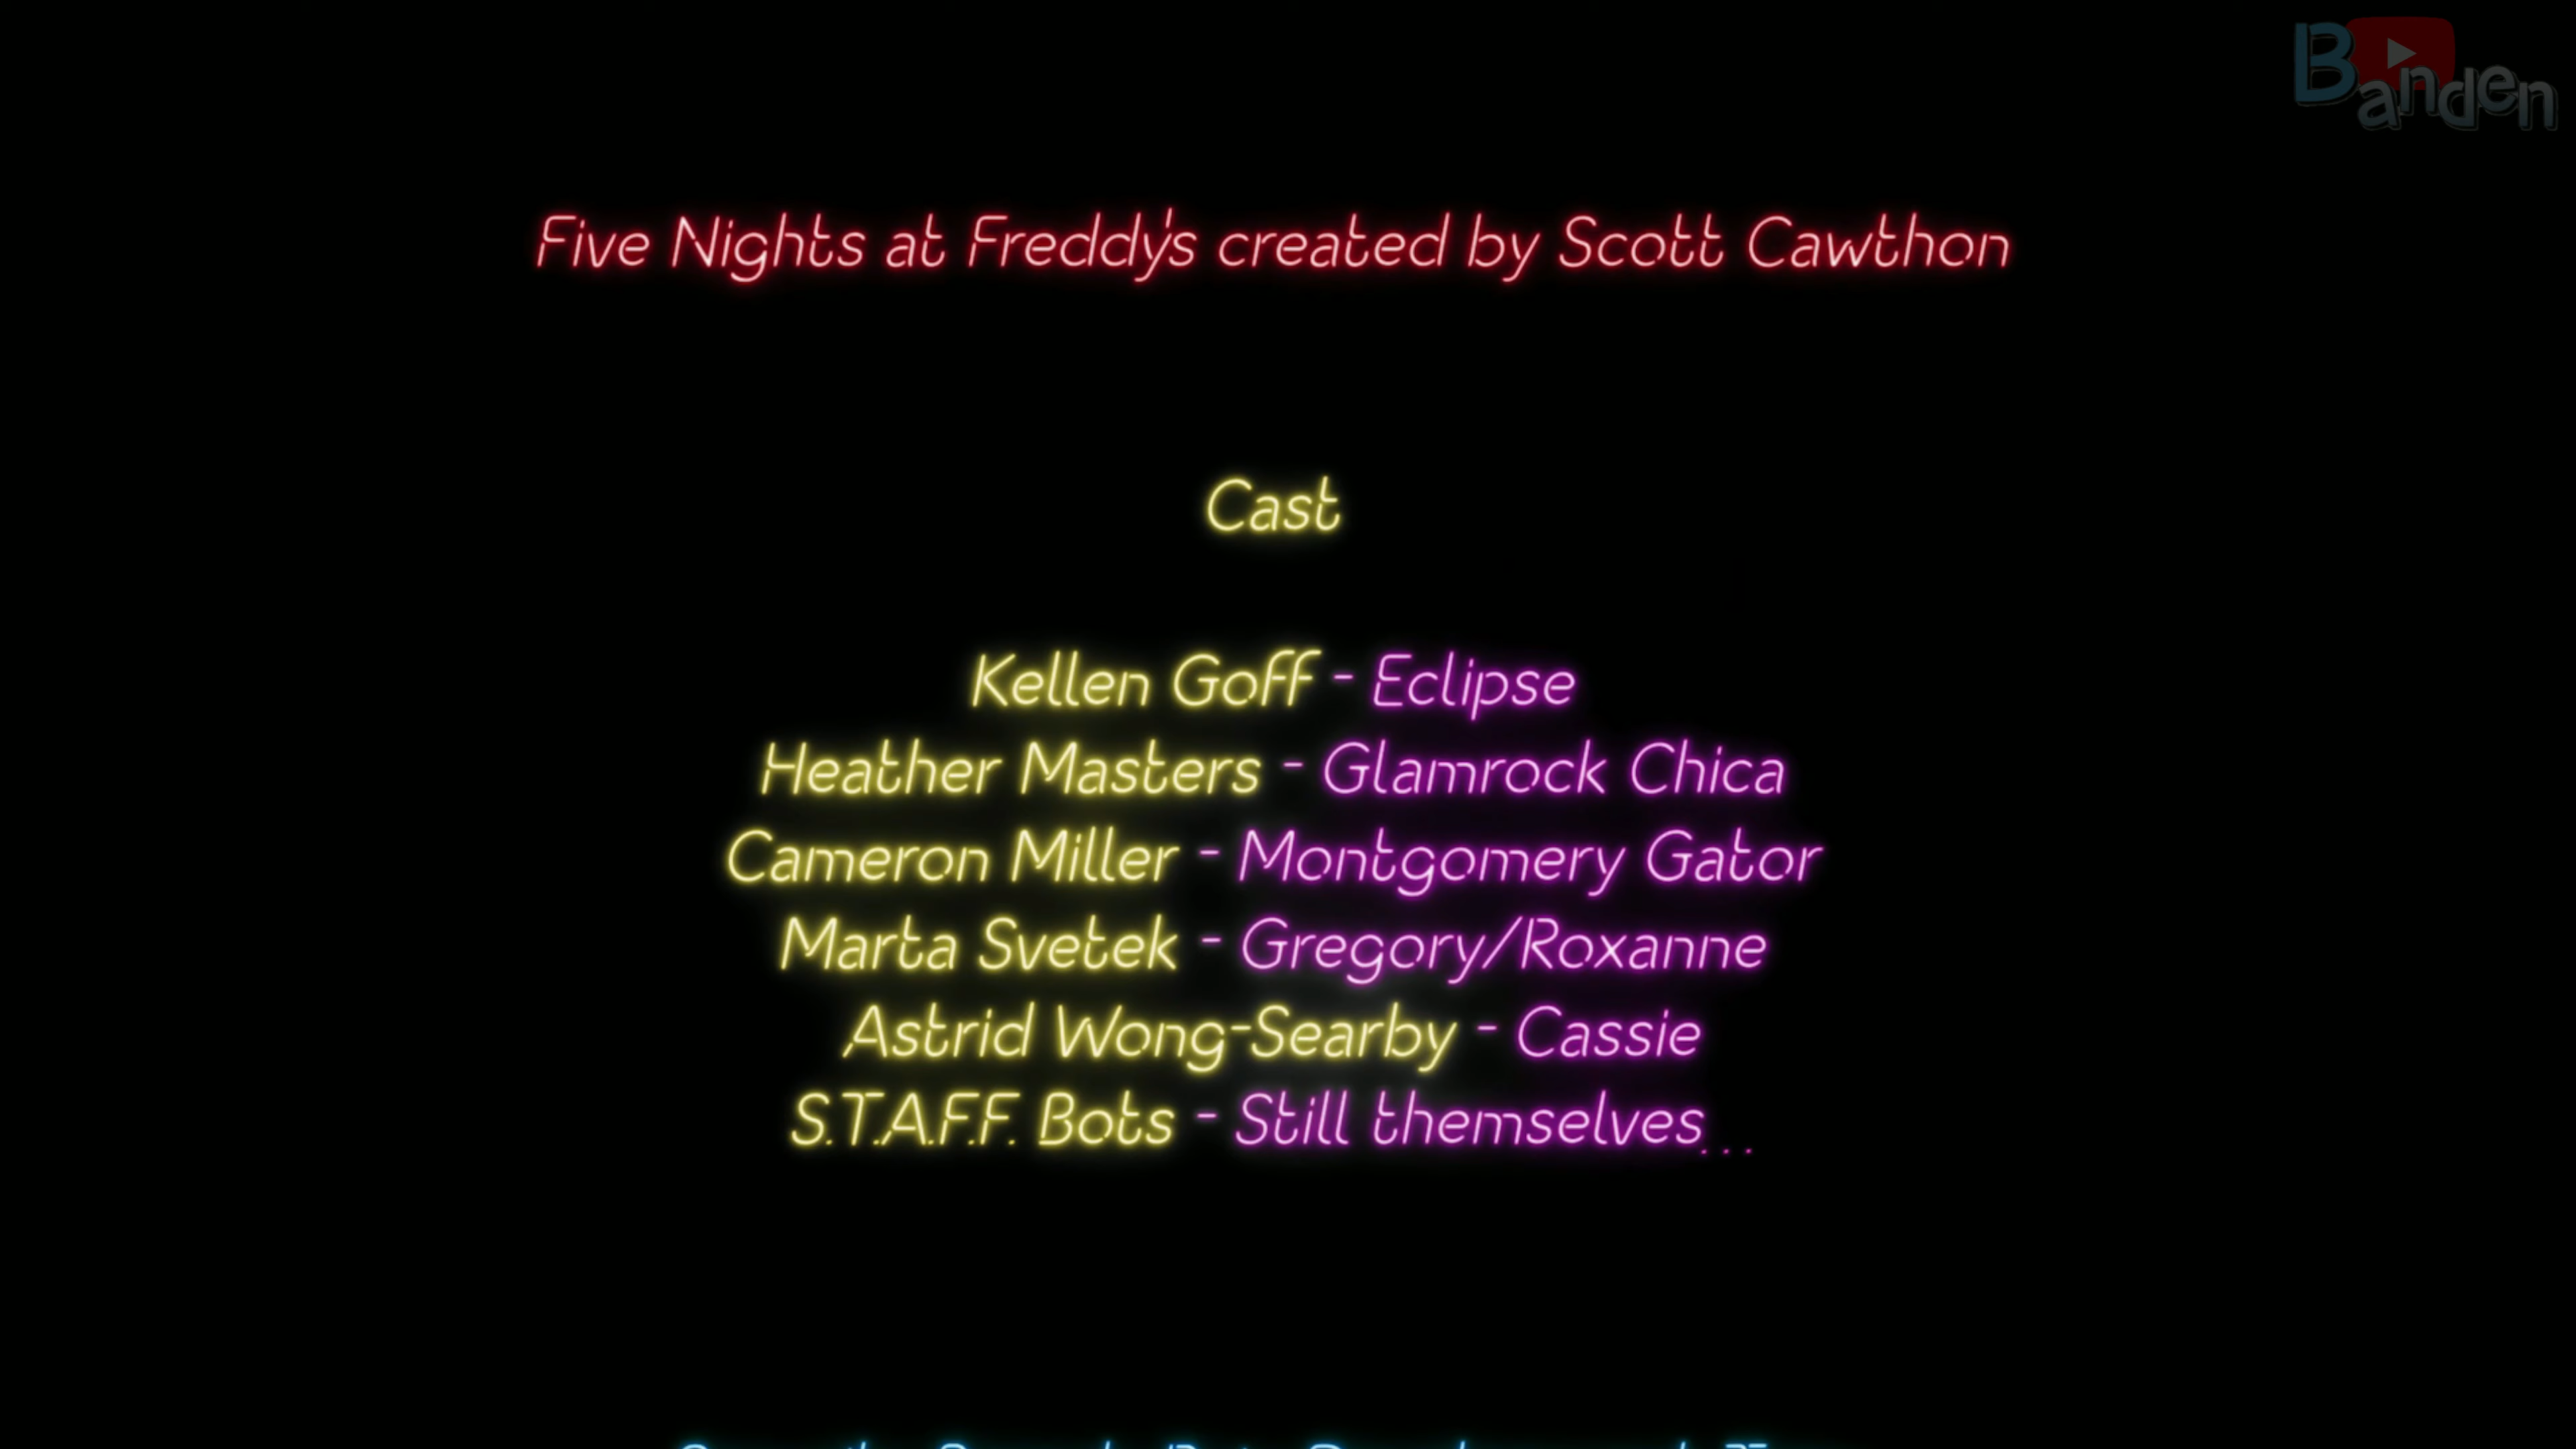 Banden
Five Nights at Freddy's created by Scott Cawthon
Cast
Kellen Goff - Eclipse
Heather Masters - Glamrock Chica
Cameron Miller - Montgomery Gator
Marta Svetek - Gregory/Roxanne
Astrid Wong-Searby - Cassie
S.T.A.F.F. Bots - Still themselves...